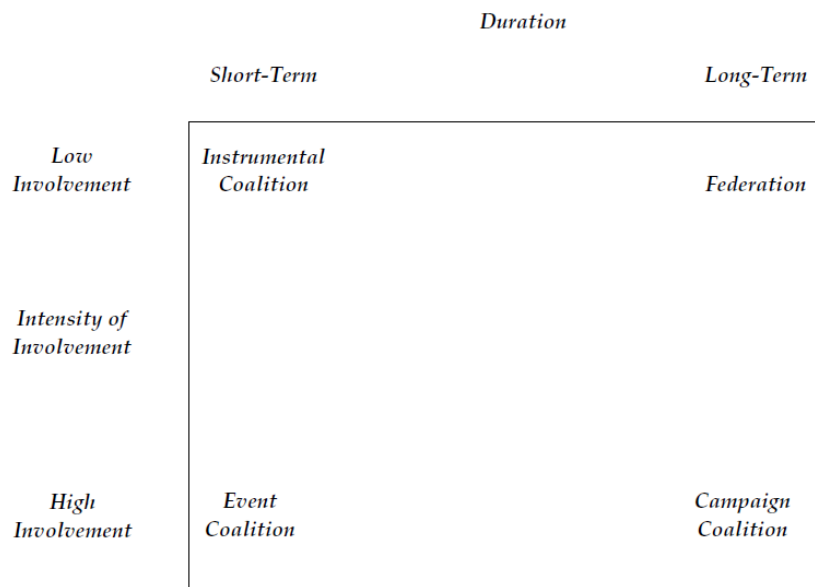 Duration
Short-Term Long-Term
Low Instrumental
Involvement Coalition Federation
Intensity of
Involvement
High Event Campaign
Involvement Coalition Coalition